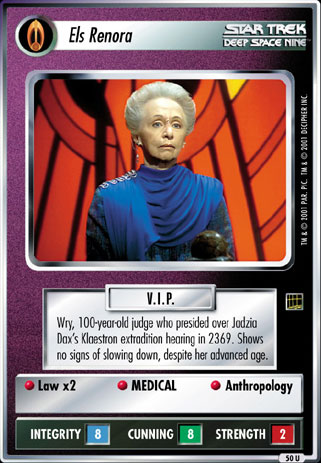 Els Renora
STAR TREK
DEEP SPACE NINE™
TM & © 2001 PAR. PIC. TM & © 2001 DECIPHER INC.
V.I.P.
Wry, 100-year-old judge who presided over Jadzia
Dax's Klaestron extradition hearing in 2369. Shows
no signs of slowing down, despite her advanced age.
Law x2 MEDICAL Anthropology
INTEGRITY 8 CUNNING 8 STRENGTH 2
50 U